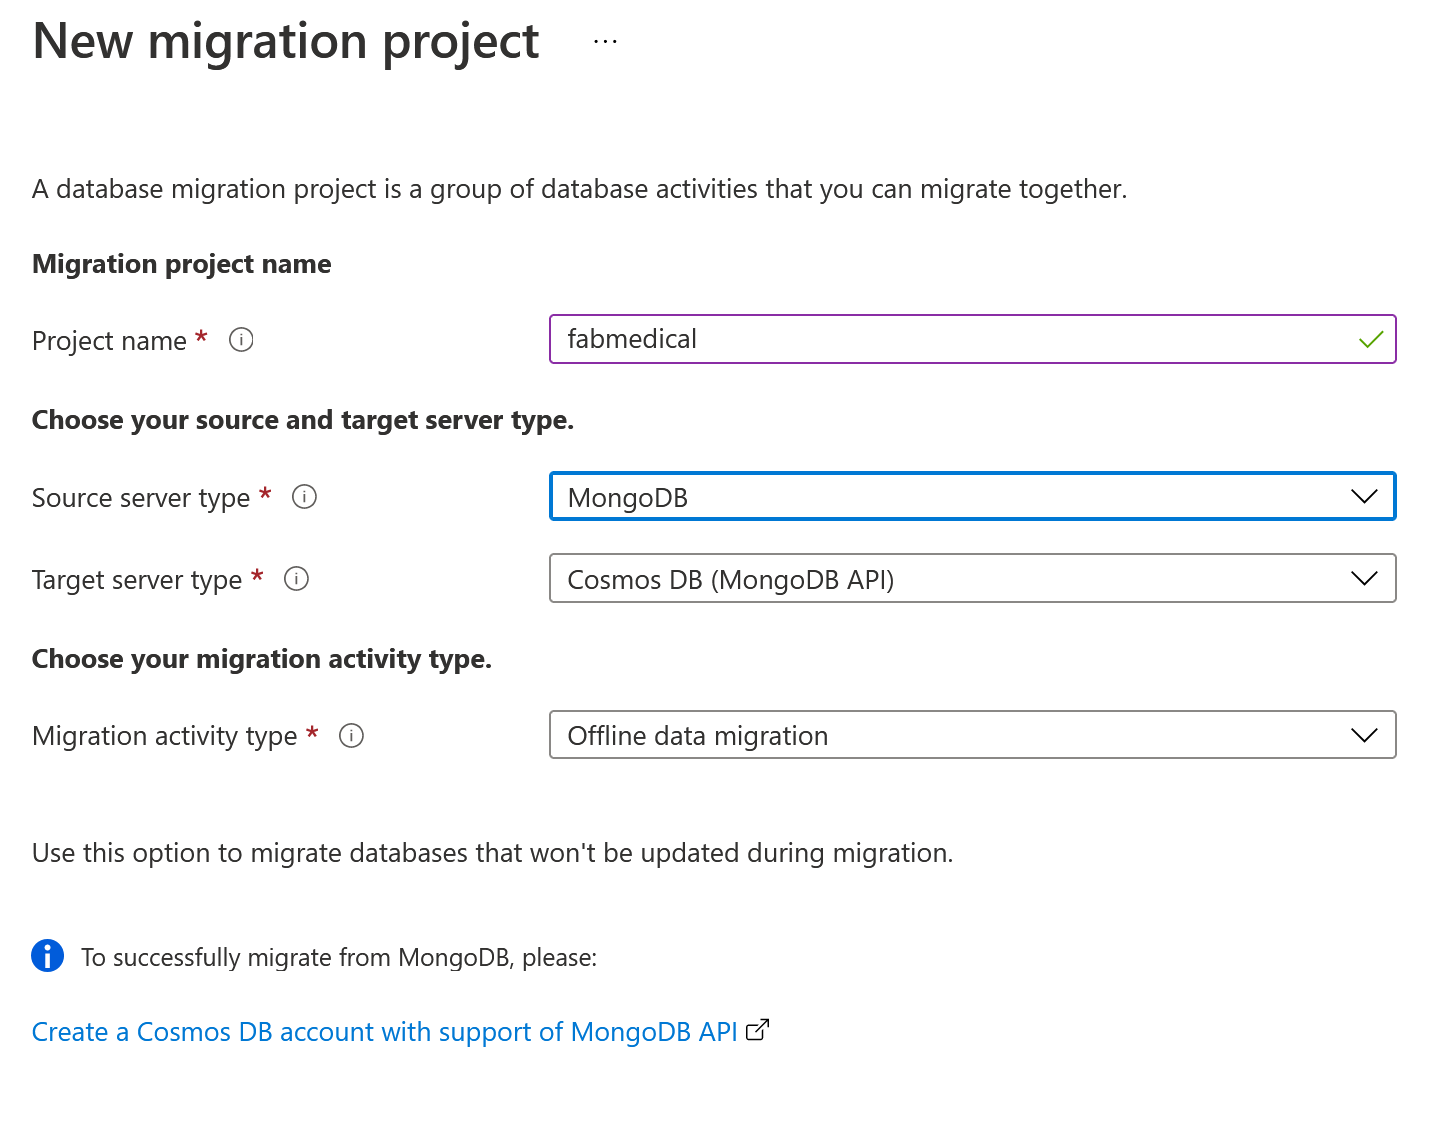 New migration project ...
A database migration project is a group of database activities that you can migrate together.
Migration project name
Project name * fabmedical
Choose your source and target server type.
Source server type * MongoDB
Target server type * Cosmos DB (MongoDB API)
Choose your migration activity type.
Migration activity type * Offline data migration
Use this option to migrate databases that won't be updated during migration.
To successfully migrate from MongoDB, please:
Create a Cosmos DB account with support of MongoDB API